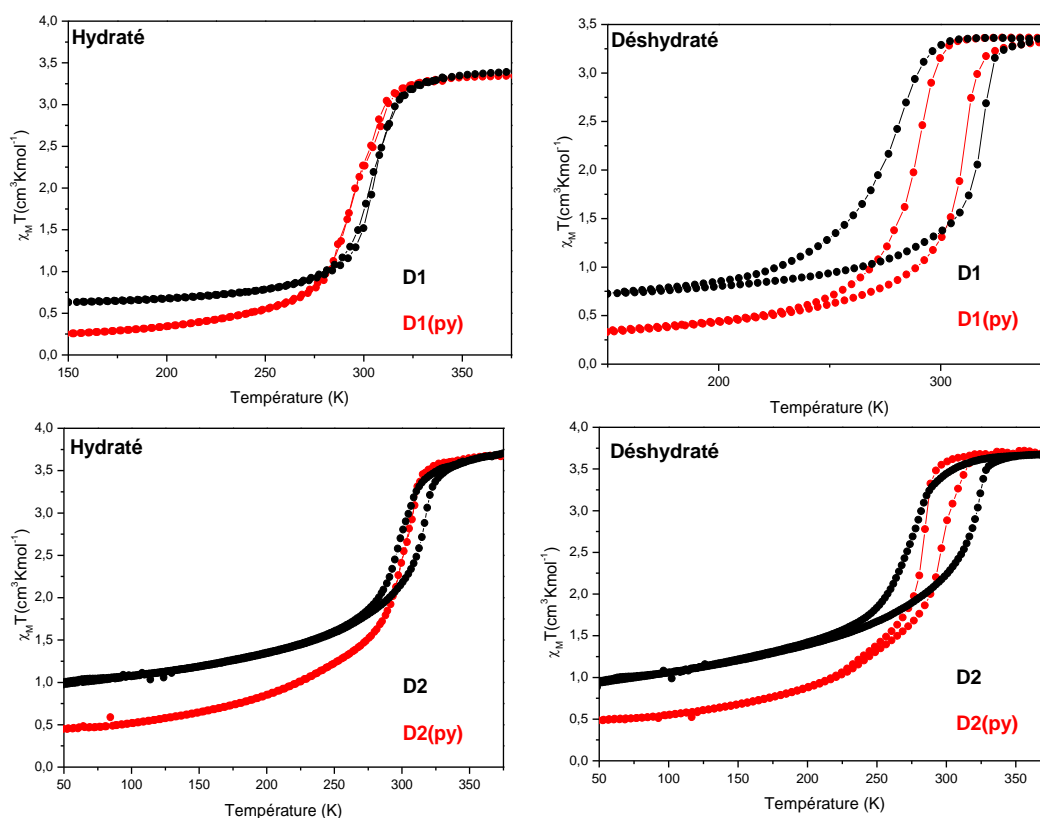 Hydraté
4,0
3,5
3,0
2,5
2,0
1,5
1,0
0,5
0,0
χM T(cm³Kmol⁻¹)
D1
D1(py)
150 200 250 300 350
Température (K)
Déshydraté
3,5
3,0
2,5
2,0
1,5
1,0
0,5
0,0
χM T(cm³Kmol⁻¹)
D1
D1(py)
200 300
Température (K)
Hydraté
4,0
3,5
3,0
2,5
2,0
1,5
1,0
0,5
0,0
χM T(cm³Kmol⁻¹)
D2
D2(py)
50 100 150 200 250 300 350
Température (K)
Déshydraté
4,0
3,5
3,0
2,5
2,0
1,5
1,0
0,5
0,0
χM T(cm³Kmol⁻¹)
D2
D2(py)
50 100 150 200 250 300 350
Température (K)